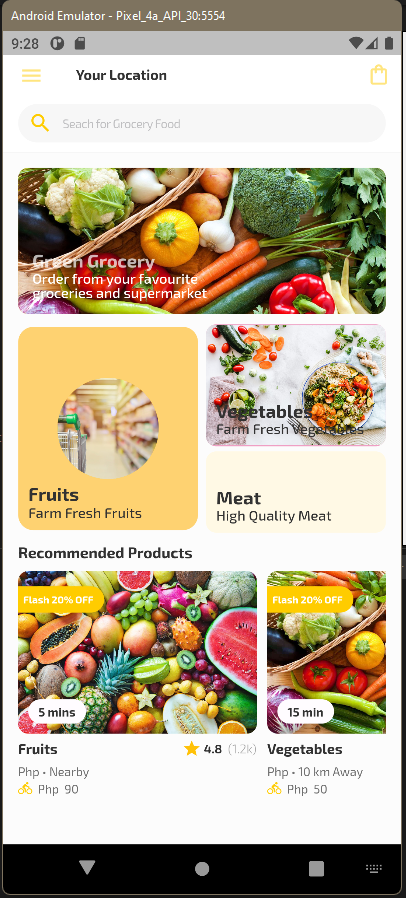 Android Emulator - Pixel_4a_API_30:5554
9:28
Your Location
Seach for Grocery Food
Green Grocery
Order from your favourite
groceries and supermarket
Vegetables
Farm Fresh Vegetables
Fruits
Farm Fresh Fruits
Meat
High Quality Meat
Recommended Products
Flash 20% OFF
Flash 20% OFF
5 mins
15 min
Fruits
4.8 (1.2k)
Vegetables
Php • Nearby
Php • 10 km Away
Php 90
Php 50